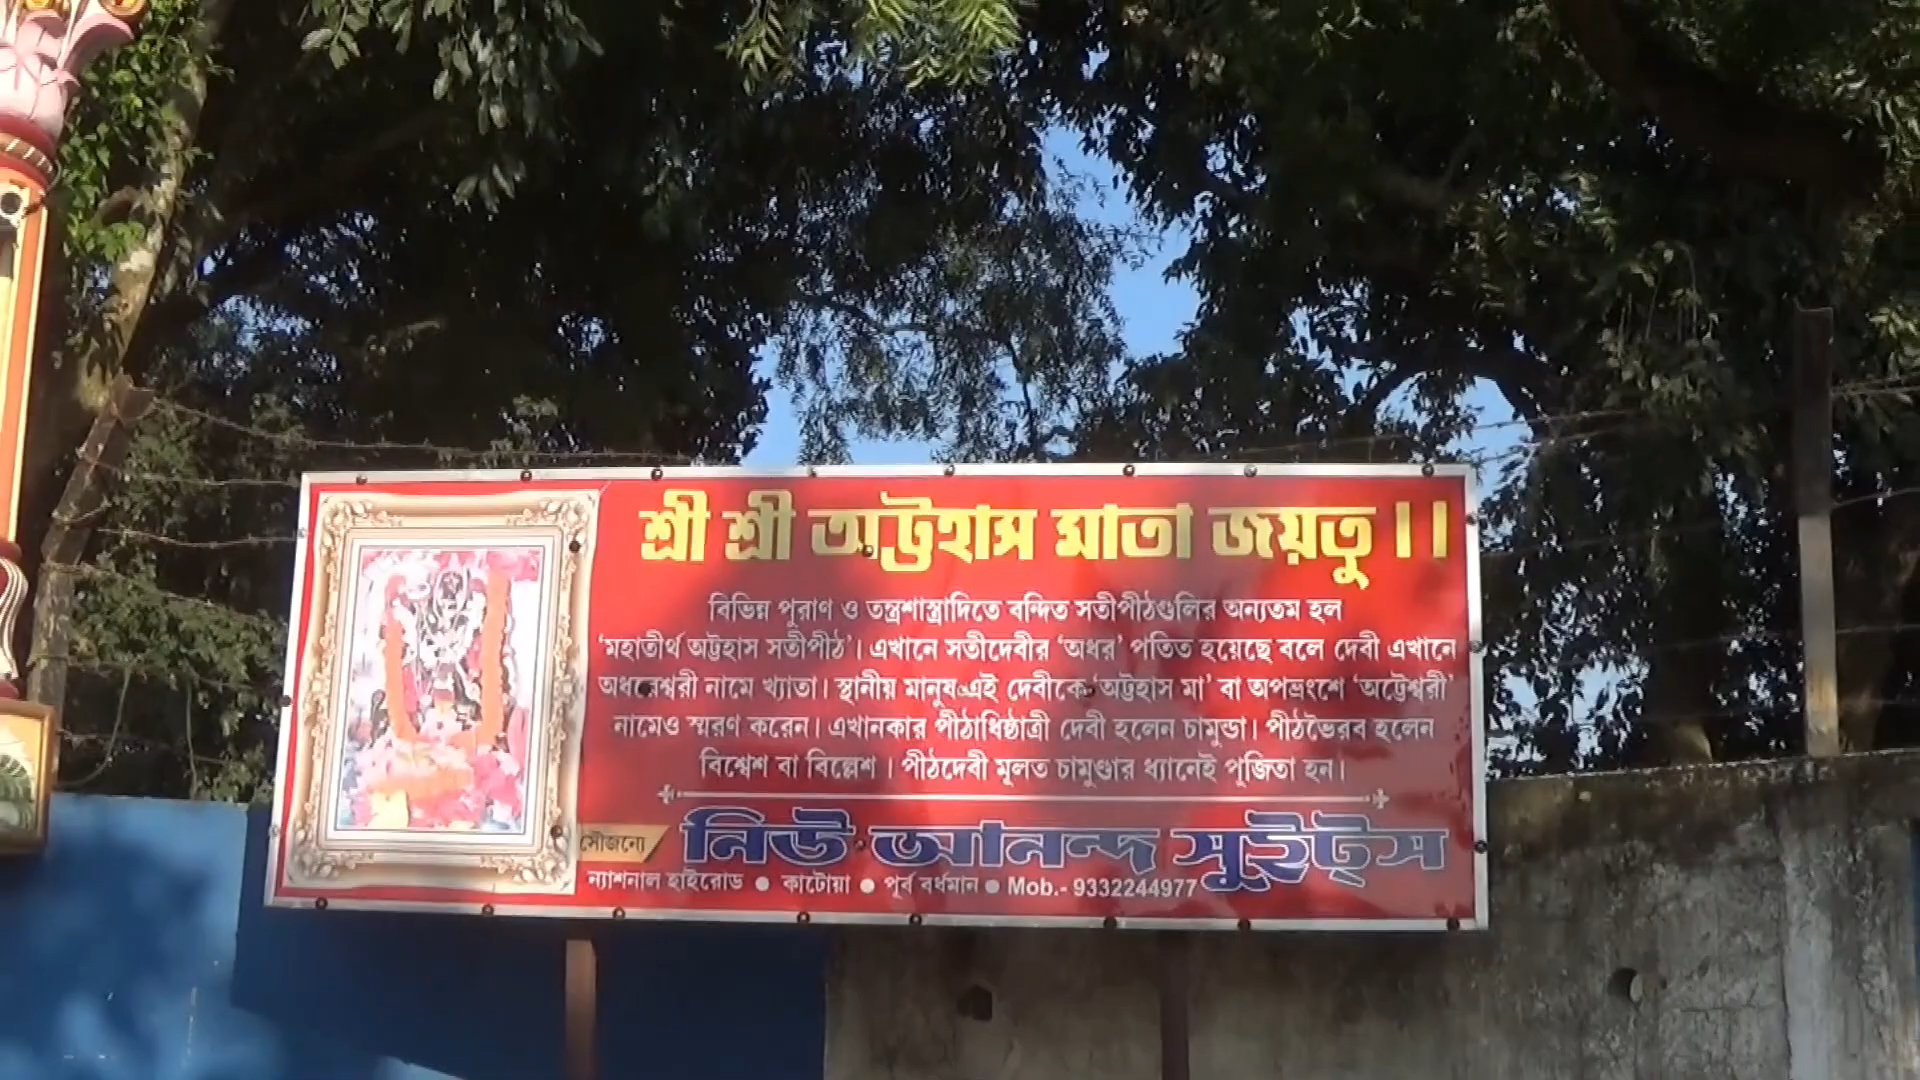 শ্রী শ্রী অট্টহাস মাতা জয়তু ।।
বিভিন্ন পুরাণ ও তন্ত্রশাস্ত্রাদিতে বন্দিত সতীপীঠগুলির অন্যতম হল
‘মহাতীর্থ অট্টহাস সতীপীঠ’। এখানে সতীদেবীর ‘অধর’ পতিত হয়েছে বলে দেবী এখানে
অধরেশ্বরী নামে খ্যাতা। স্থানীয় মানুষ এই দেবীকে ‘অট্টহাস মা’ বা অপভ্রংশে ‘অট্টেশ্বরী’
নামেও স্মরণ করেন। এখানকার পীঠাধিষ্ঠাত্রী দেবী হলেন চামুন্ডা। পীঠভৈরব হলেন
বিশ্বেশ বা বিল্লেশ । পীঠদেবী মূলত চামুণ্ডার ধ্যানেই পূজিতা হন।
সৌজন্যে নিউ আনন্দ সুইট্স
ন্যাশনাল হাইরোড ● কাটোয়া ● পূর্ব বর্ধমান ● Mob.- 9332244977